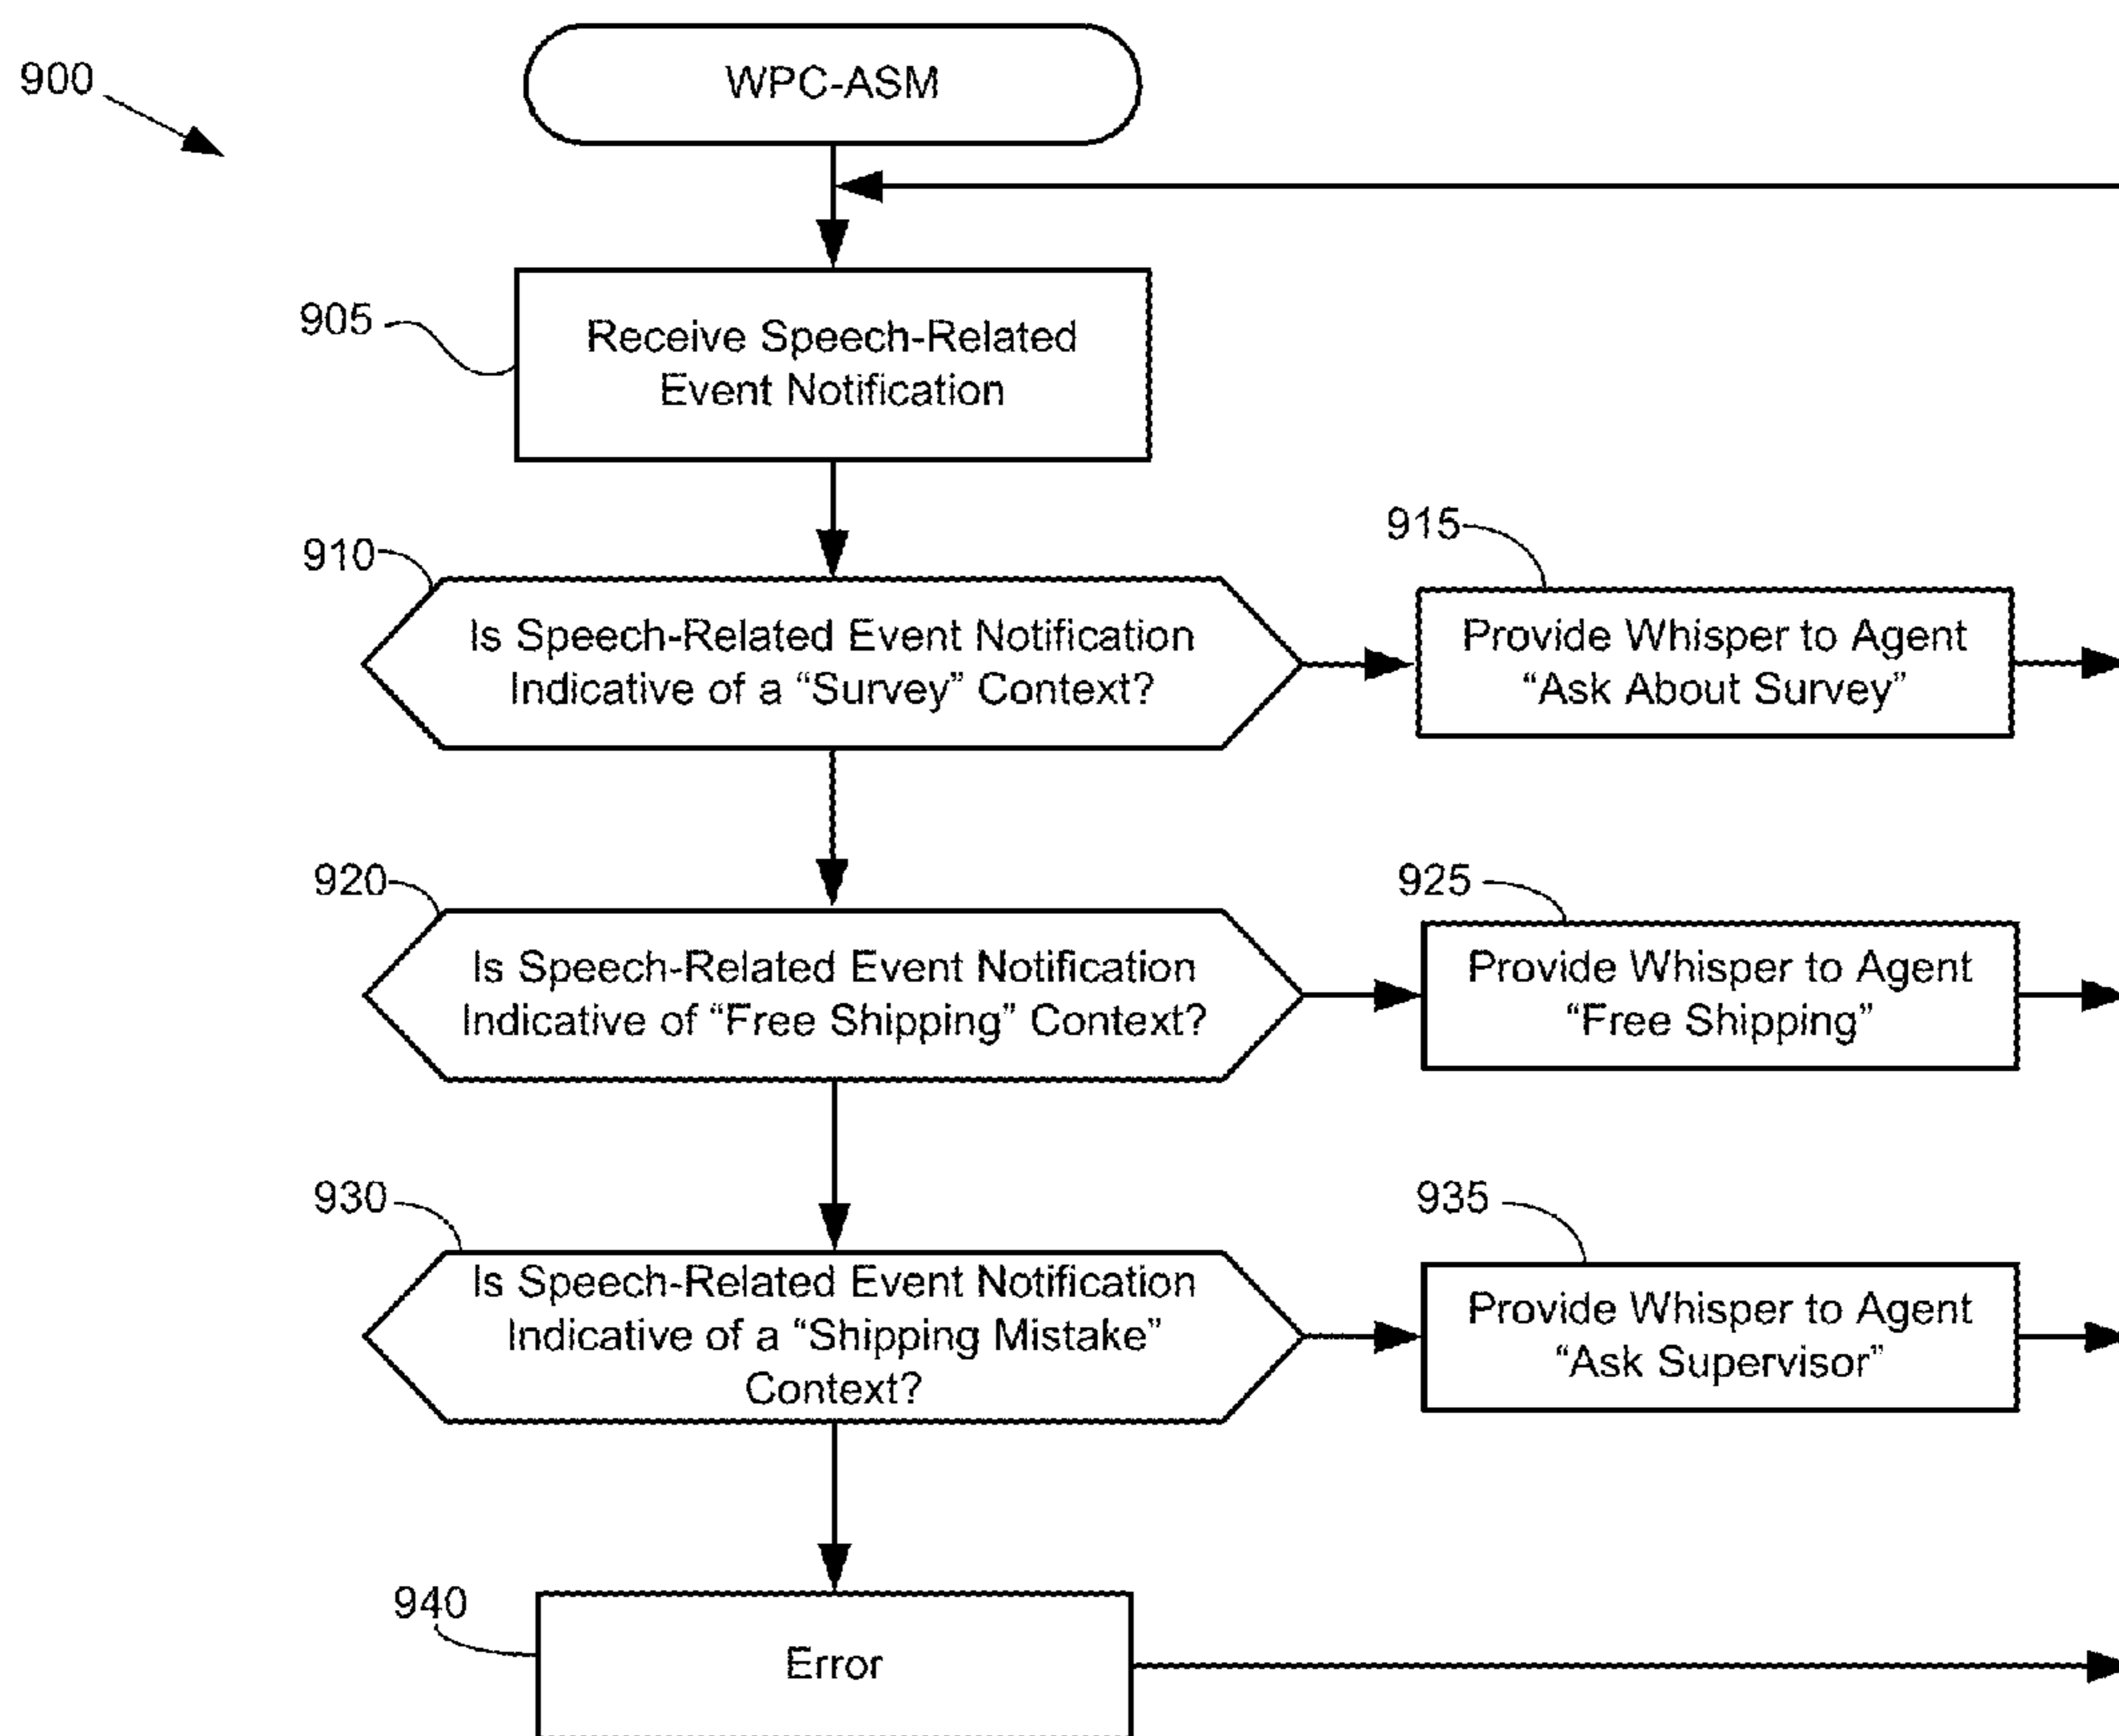 900
WPC-ASM
905
Receive Speech-Related
Event Notification
910
Is Speech-Related Event Notification
Indicative of a “Survey” Context?
915
Provide Whisper to Agent
“Ask About Survey”
920
Is Speech-Related Event Notification
Indicative of “Free Shipping” Context?
925
Provide Whisper to Agent
“Free Shipping”
930
Is Speech-Related Event Notification
Indicative of a “Shipping Mistake”
Context?
935
Provide Whisper to Agent
“Ask Supervisor”
940
Error